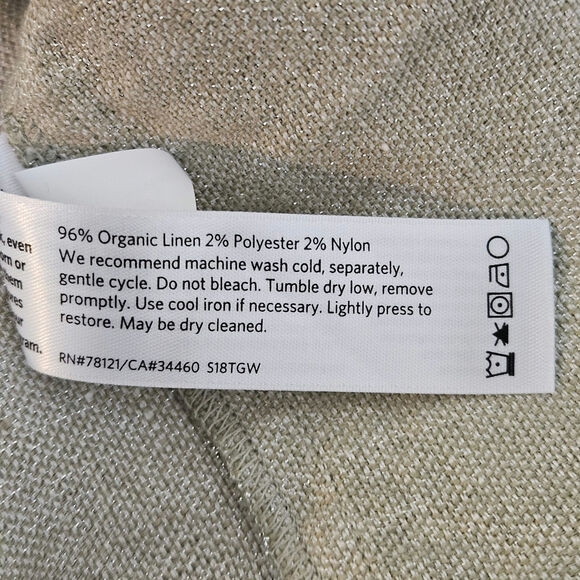 96% Organic Linen 2% Polyester 2% Nylon
We recommend machine wash cold, separately,
gentle cycle. Do not bleach. Tumble dry low, remove
promptly. Use cool iron if necessary. Lightly press to
restore. May be dry cleaned.
RN#78121/CA#34460 S18TGW
even
or